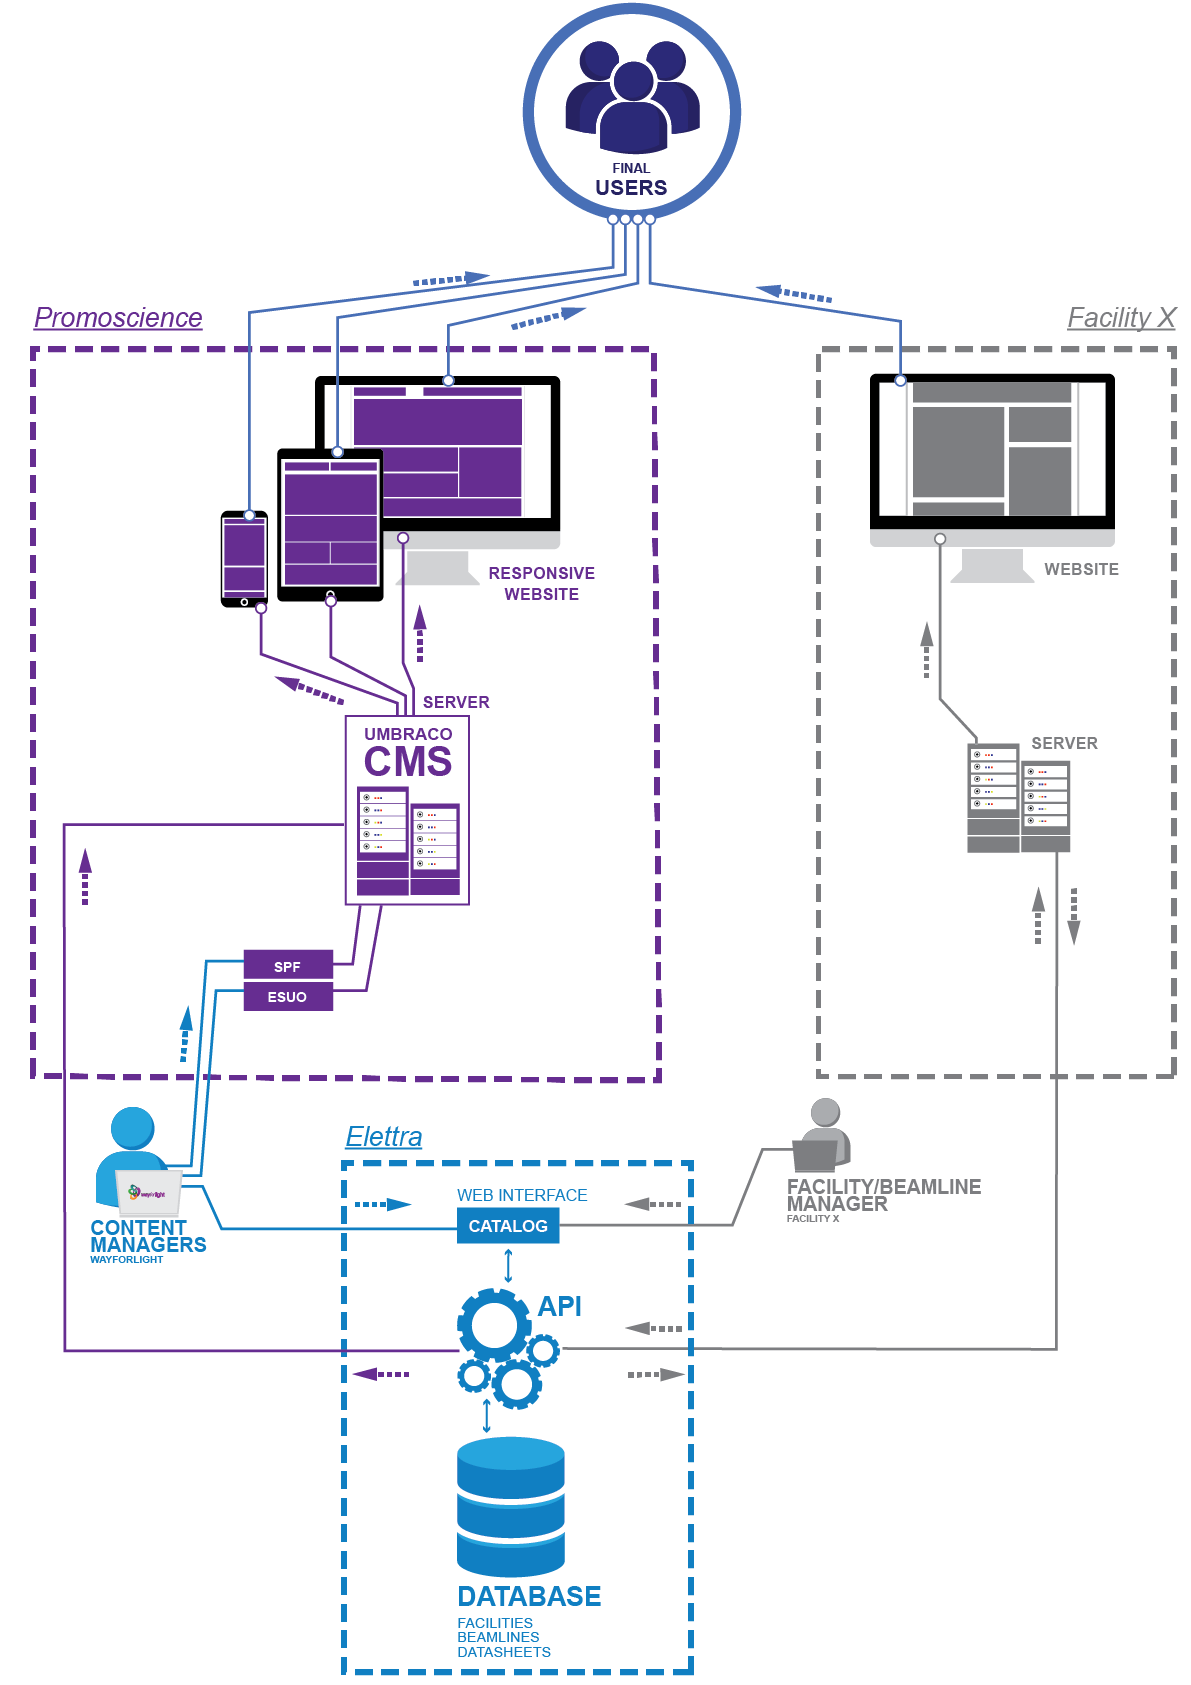 FINAL
USERS
Promoscience
Facility X
RESPONSIVE
WEBSITE
WEBSITE
SERVER
UMBRACO
CMS
SERVER
SPF
ESUO
Elettra
wayforlight
CONTENT
MANAGERS
WAYFORLIGHT
WEB INTERFACE
CATALOG
FACILITY/BEAMLINE
MANAGER
FACILITY X
API
DATABASE
FACILITIES
BEAMLINES
DATASHEETS